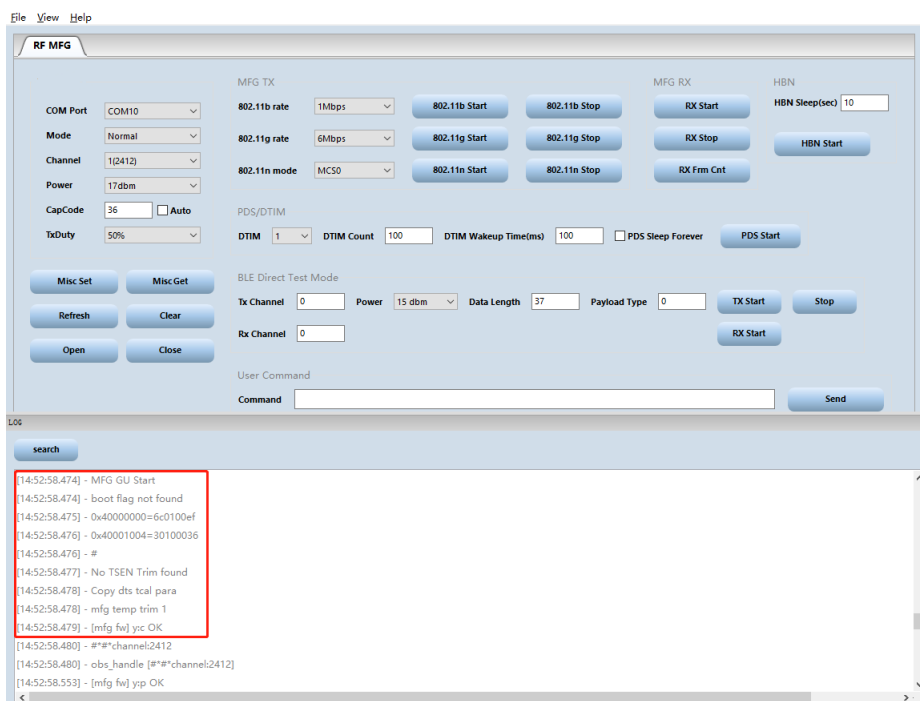 File View Help
RF MFG
MFG TX MFG RX HBN
COM Port COM10 802.11b rate 1Mbps 802.11b Start 802.11b Stop RX Start HBN Sleep(sec) 10
Mode Normal 802.11g rate 6Mbps 802.11g Start 802.11g Stop RX Stop HBN Start
Channel 1(2412) 802.11n mode MCS0 802.11n Start 802.11n Stop RX Frm Cnt
Power 17dbm
CapCode 36 Auto PDS/DTIM
TxDuty 50% DTIM 1 DTIM Count 100 DTIM Wakeup Time(ms) 100 PDS Sleep Forever PDS Start
Misc Set Misc Get BLE Direct Test Mode
Tx Channel 0 Power 15 dbm Data Length 37 Payload Type 0 TX Start Stop
Refresh Clear
Rx Channel 0 RX Start
Open Close
User Command
Command Send
LOG
search
[14:52:58.474] - MFG GU Start
[14:52:58.474] - boot flag not found
[14:52:58.475] - 0x40000000=6c0100ef
[14:52:58.476] - 0x40001004=30100036
[14:52:58.476] - #
[14:52:58.477] - No TSEN Trim found
[14:52:58.478] - Copy dts tcal para
[14:52:58.478] - mfg temp trim 1
[14:52:58.479] - [mfg fw] y:c OK
[14:52:58.480] - #*#*channel:2412
[14:52:58.480] - obs_handle [#*#*channel:2412]
[14:52:58.553] - [mfg fw] y:p OK